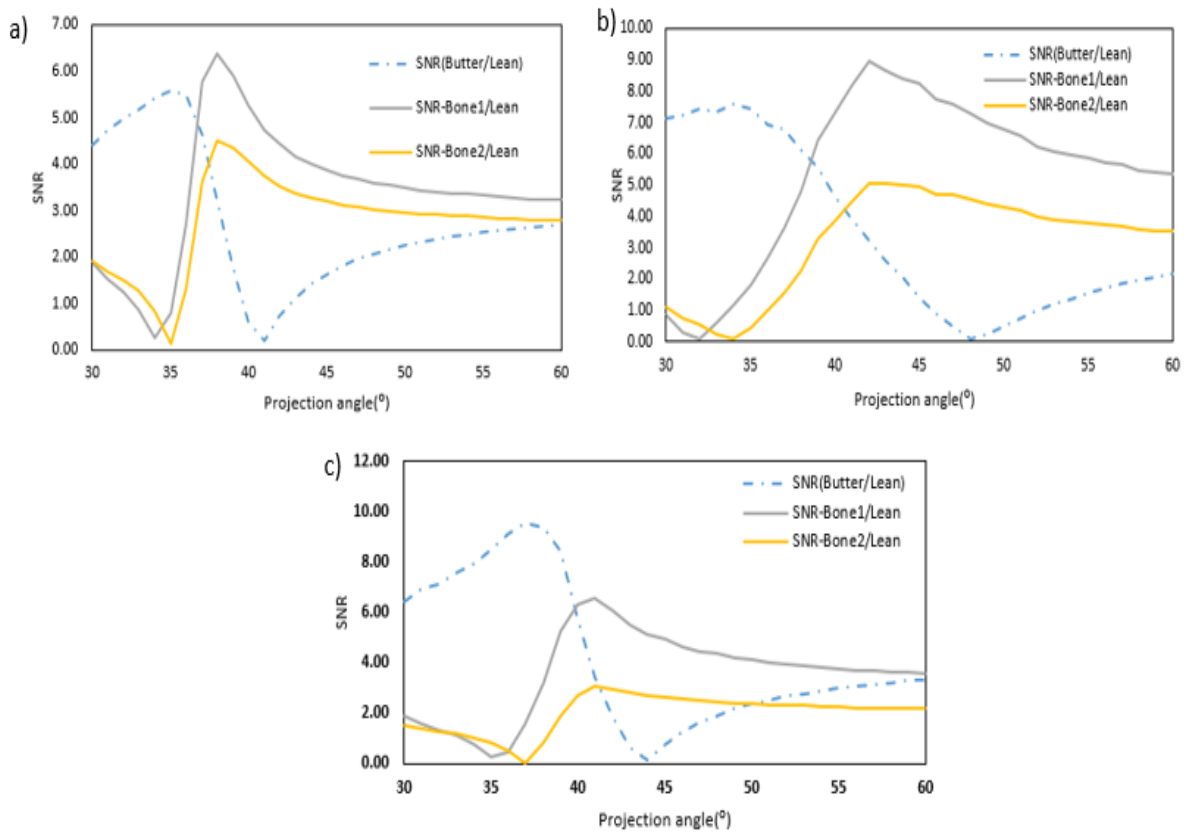 a)
7.00
6.00
5.00
4.00
3.00
2.00
1.00
0.00
SNR
30 35 40 45 50 55 60
Projection angle(⁰)
SNR(Butter/Lean)
SNR-Bone1/Lean
SNR-Bone2/Lean
b)
10.00
9.00
8.00
7.00
6.00
5.00
4.00
3.00
2.00
1.00
0.00
SNR
30 35 40 45 50 55 60
Projection angle(⁰)
SNR(Butter/Lean)
SNR-Bone1/Lean
SNR-Bone2/Lean
c)
12.00
10.00
8.00
6.00
4.00
2.00
0.00
SNR
30 35 40 45 50 55 60
Projection angle(⁰)
SNR(Butter/Lean)
SNR-Bone1/Lean
SNR-Bone2/Lean